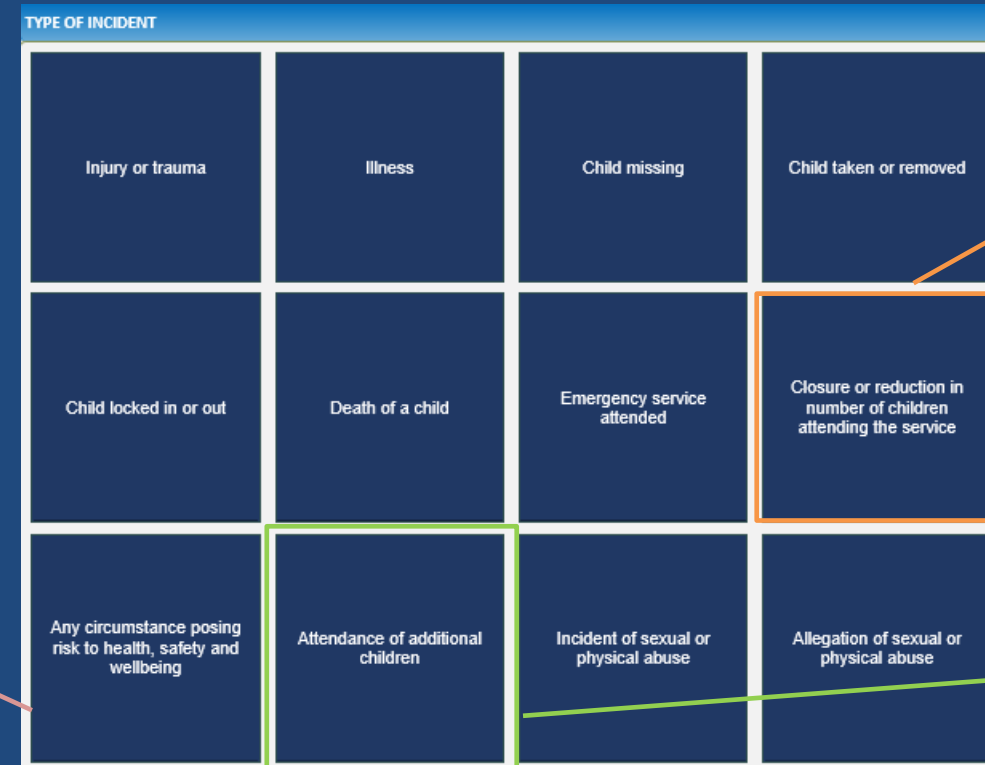 TYPE OF INCIDENT
Injury or trauma
Illness
Child missing
Child taken or removed
Child locked in or out
Death of a child
Emergency service
attended
Closure or reduction in
number of children
attending the service
Any circumstance posing
risk to health, safety and
wellbeing
Attendance of additional
children
Incident of sexual or
physical abuse
Allegation of sexual or
physical abuse